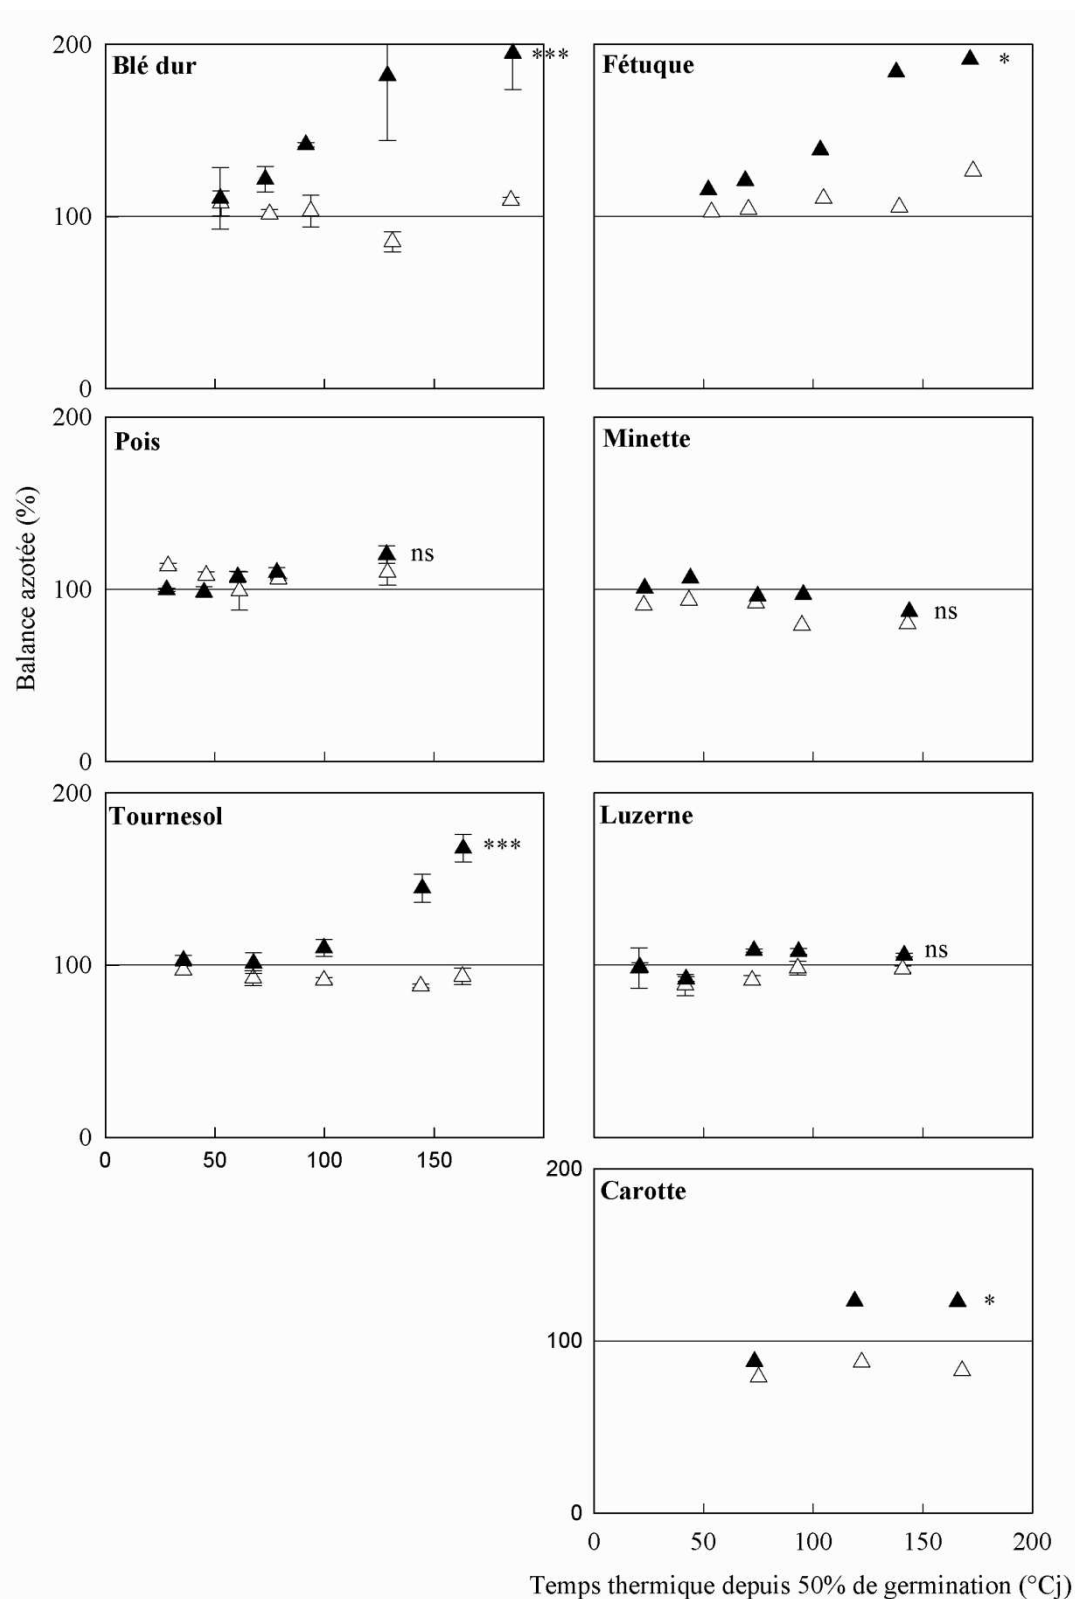 200
Blé dur
***
Fétuque
*
100
0
200
Pois
ns
Minette
ns
100
0
Balance azotée (%)
200
Tournesol
***
Luzerne
ns
100
0
0 50 100 150
200
Carotte
*
100
0
0 50 100 150 200
Temps thermique depuis 50% de germination (°Cj)